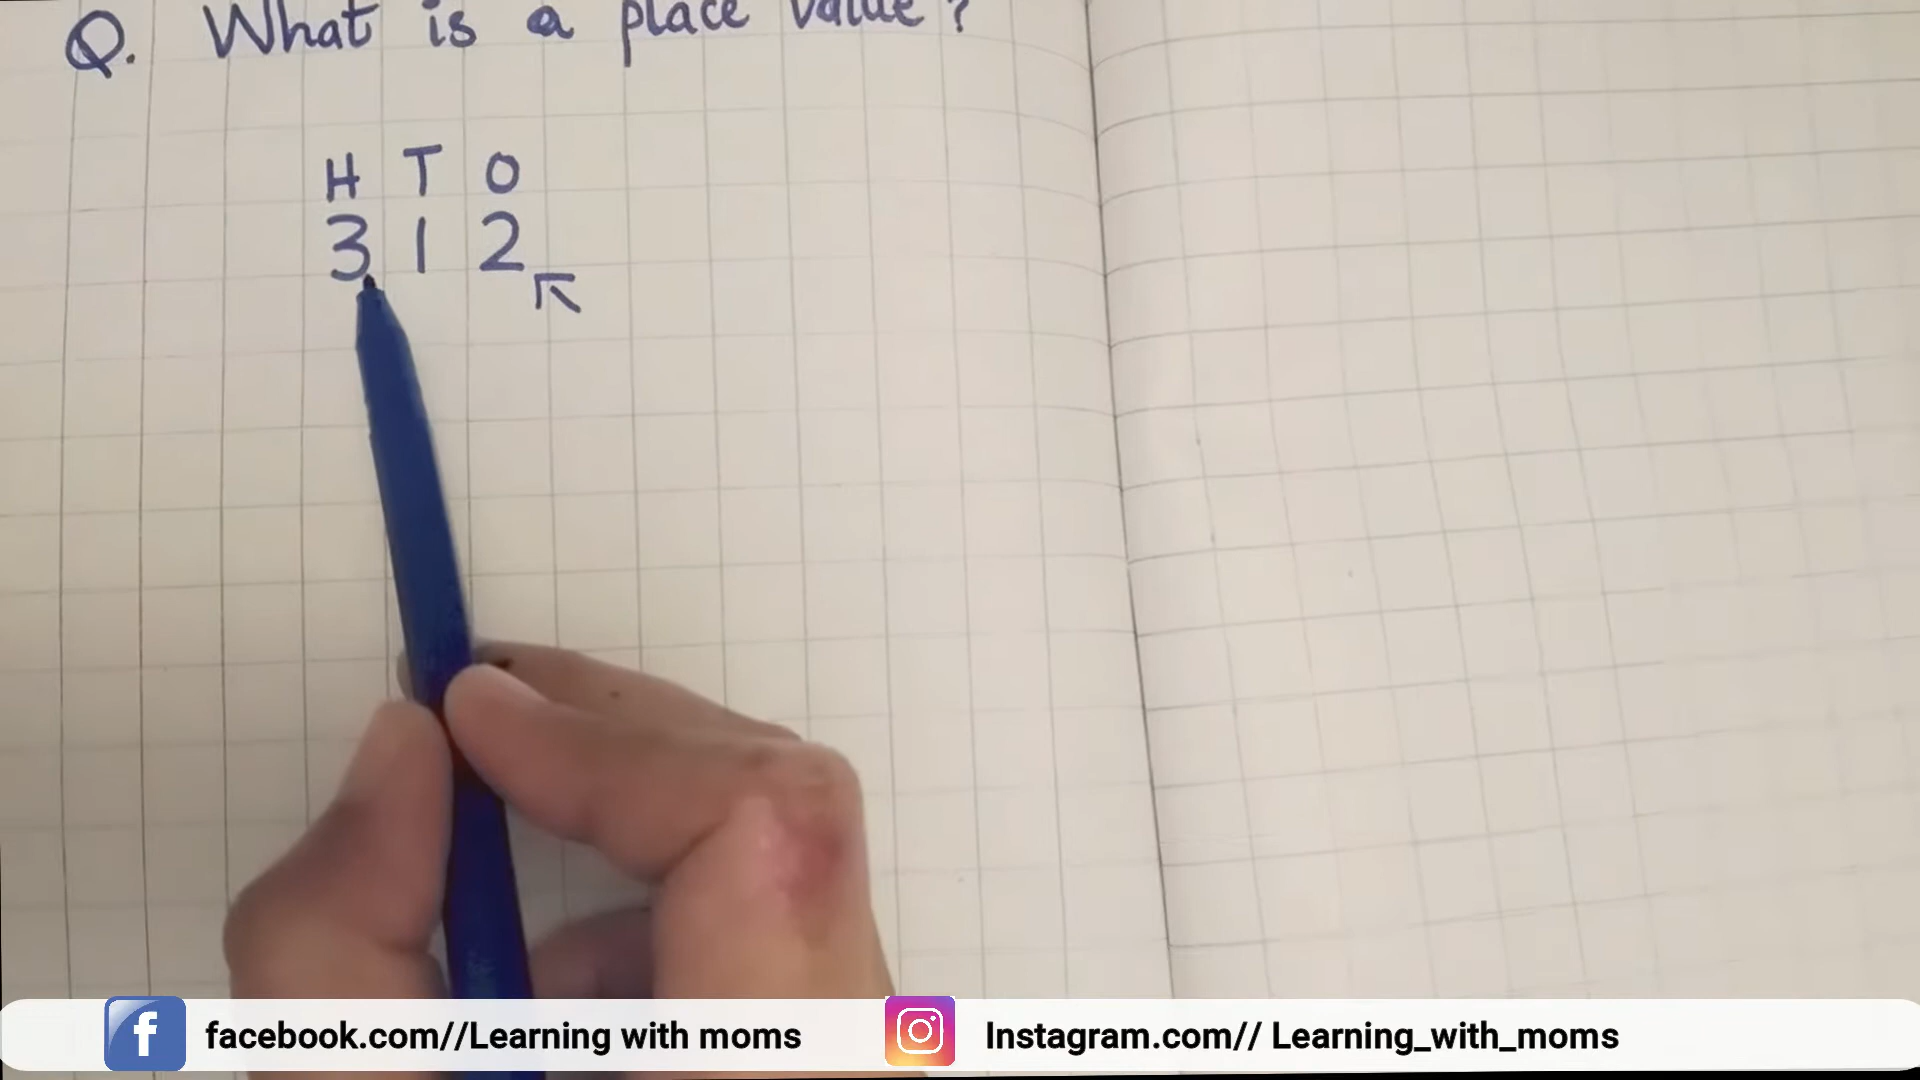 Q. What is a place value?
H T O
3 1 2
facebook.com//Learning with moms
Instagram.com// Learning_with_moms